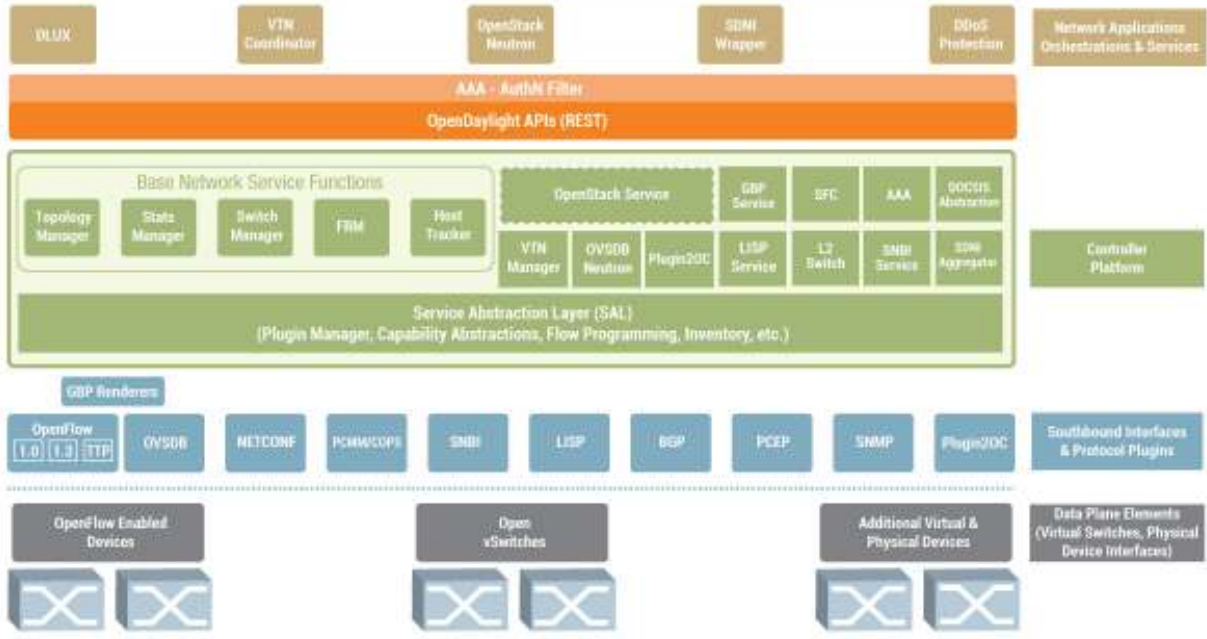 DLUX
VTN
Coordinator
OpenStack
Neutron
SDNI
Wrapper
DDoS
Protection
Network Applications
Orchestrations & Services
AAA - AuthN Filter
OpenDaylight APIs (REST)
Base Network Service Functions
Topology
Manager
Stats
Manager
Switch
Manager
FRM
Host
Tracker
OpenStack Service
GBP
Service
SFC
AAA
DOCSIS
Abstraction
VTN
Manager
OVSDB
Neutron
Plugin2OC
LISP
Service
L2
Switch
SNBI
Service
SDNI
Aggregator
Controller
Platform
Service Abstraction Layer (SAL)
(Plugin Manager, Capability Abstractions, Flow Programming, Inventory, etc.)
GBP Renderers
OpenFlow
1.0 1.3 TTP
OVSDB
NETCONF
PCMM/COPS
SNBI
LISP
BGP
PCEP
SNMP
Plugin2OC
Southbound Interfaces
& Protocol Plugins
OpenFlow Enabled
Devices
Open
vSwitches
Additional Virtual &
Physical Devices
Data Plane Elements
(Virtual Switches, Physical
Device Interfaces)